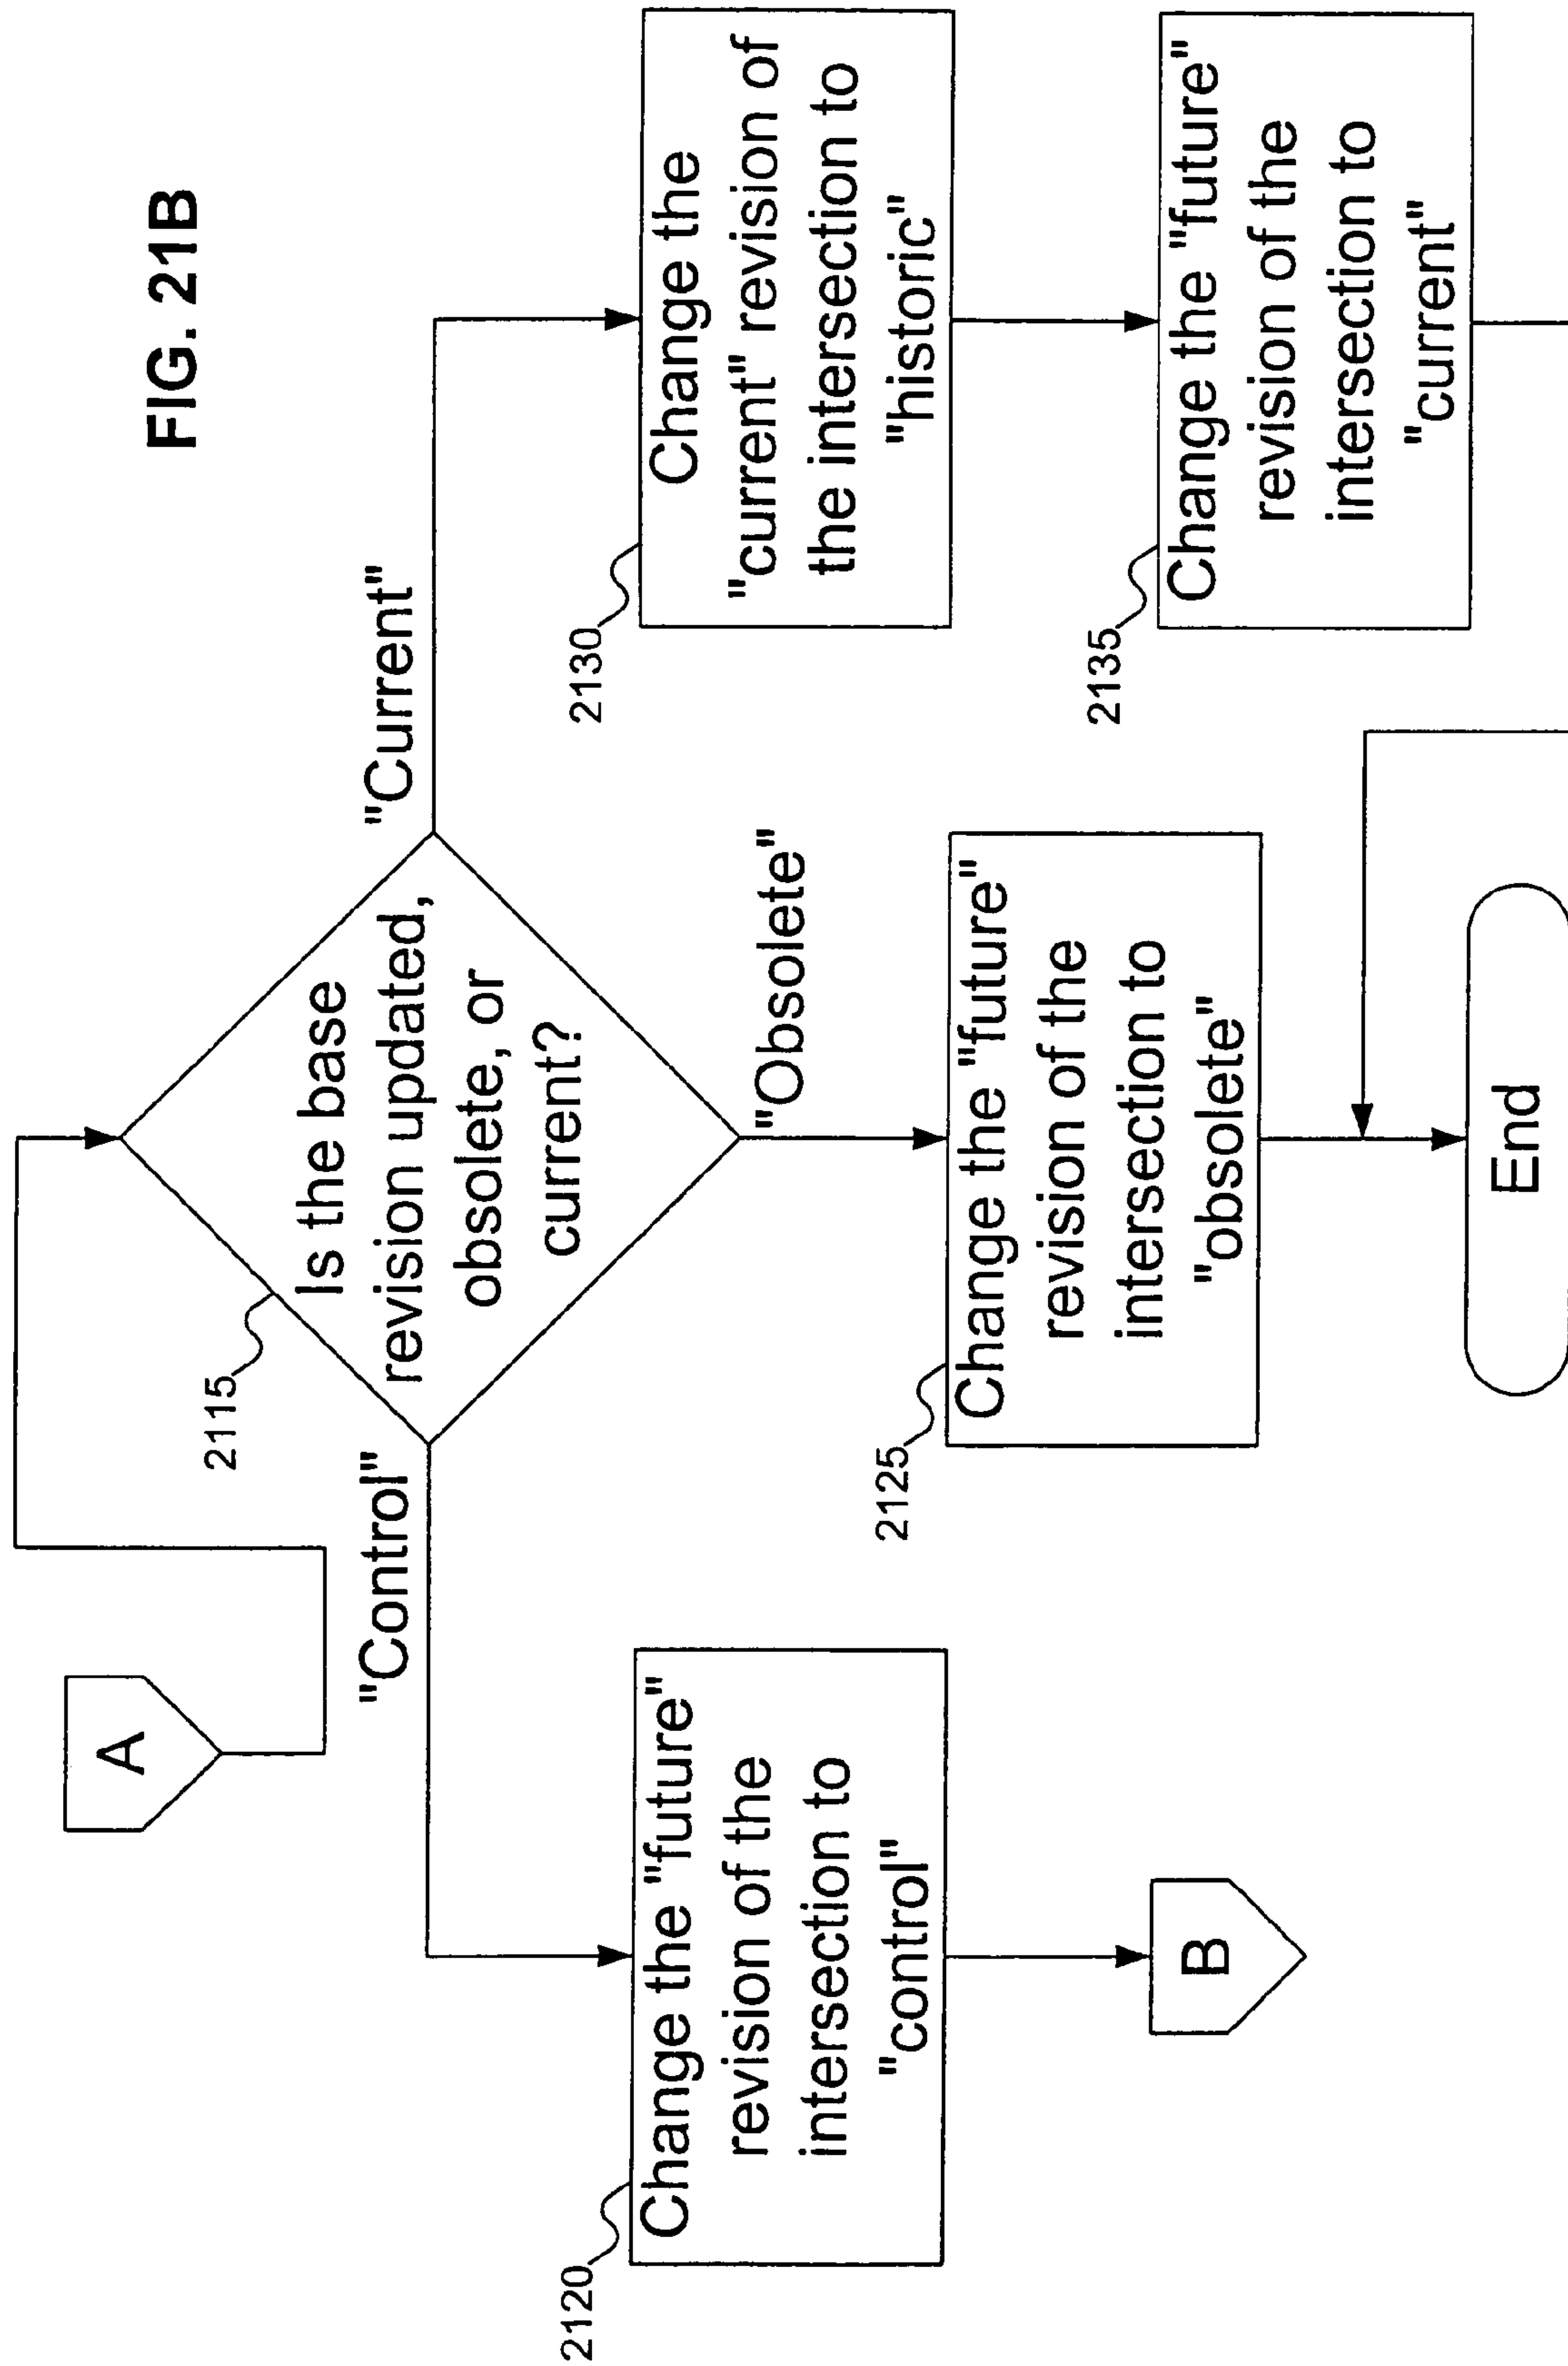 FIG. 21B
A
2115
Is the base
revision updated,
obsolete, or
current?
"Control"
"Current"
"Obsolete"
2120
Change the "future"
revision of the
intersection to
"control"
B
2125
Change the "future"
revision of the
intersection to
"obsolete"
End
2130
Change the
"current" revision of
the intersection to
"historic"
2135
Change the "future"
revision of the
intersection to
"current"